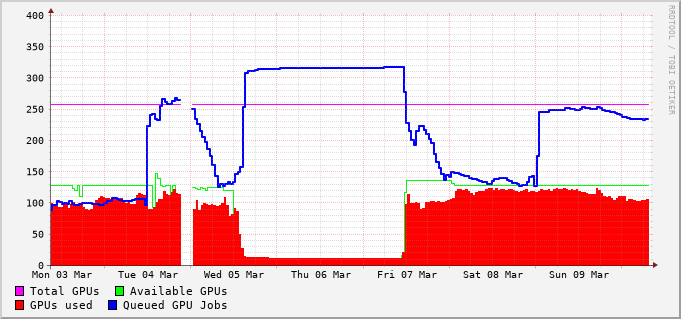 400
350
300
250
200
150
100
50
0
Mon 03 Mar Tue 04 Mar Wed 05 Mar Thu 06 Mar Fri 07 Mar Sat 08 Mar Sun 09 Mar
Total GPUs Available GPUs
GPUs used Queued GPU Jobs
RRDTOOL / TOBI OETIKER